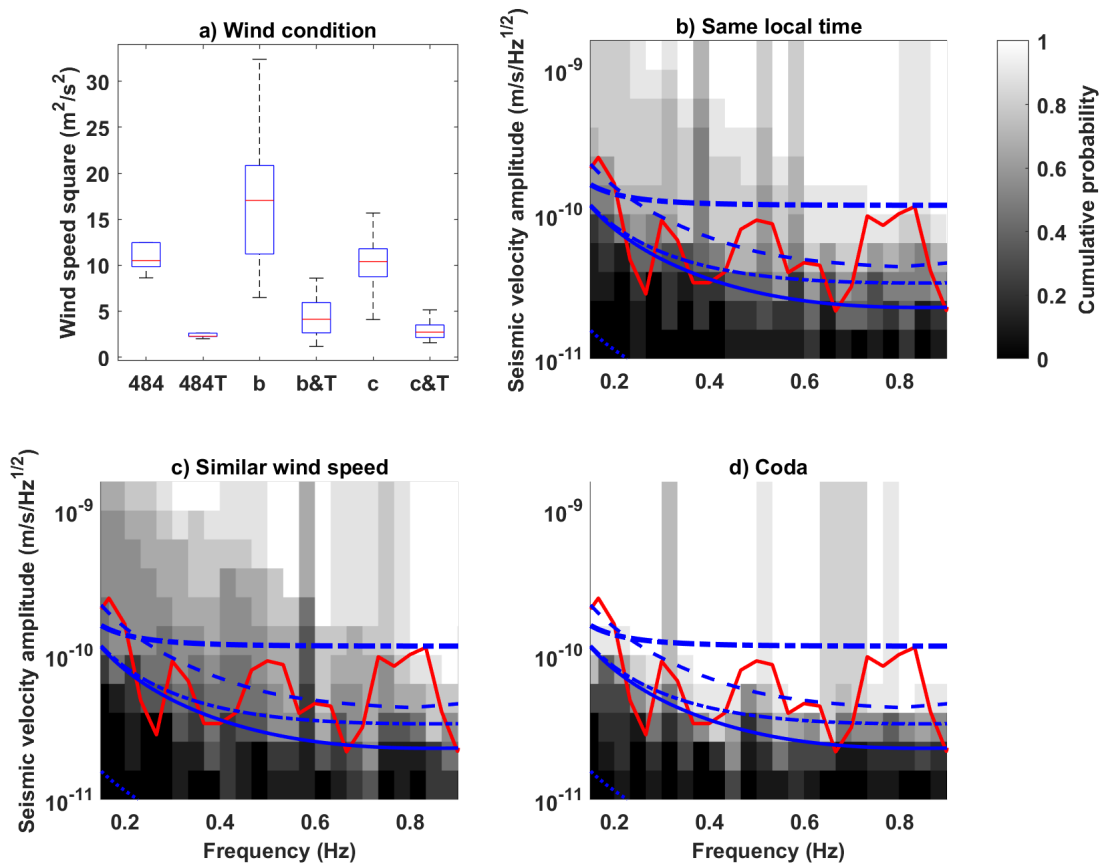 a) Wind condition
Wind speed square (m²/s²)
30
25
20
15
10
5
0
484 484T b b&T c c&T
b) Same local time
Seismic velocity amplitude (m/s/Hz^1/2)
10^-9
10^-10
10^-11
0.2 0.4 0.6 0.8
1
0.8
0.6
0.4
0.2
0
Cumulative probability
c) Similar wind speed
Seismic velocity amplitude (m/s/Hz^1/2)
10^-9
10^-10
10^-11
0.2 0.4 0.6 0.8
Frequency (Hz)
d) Coda
10^-9
10^-10
10^-11
0.2 0.4 0.6 0.8
Frequency (Hz)